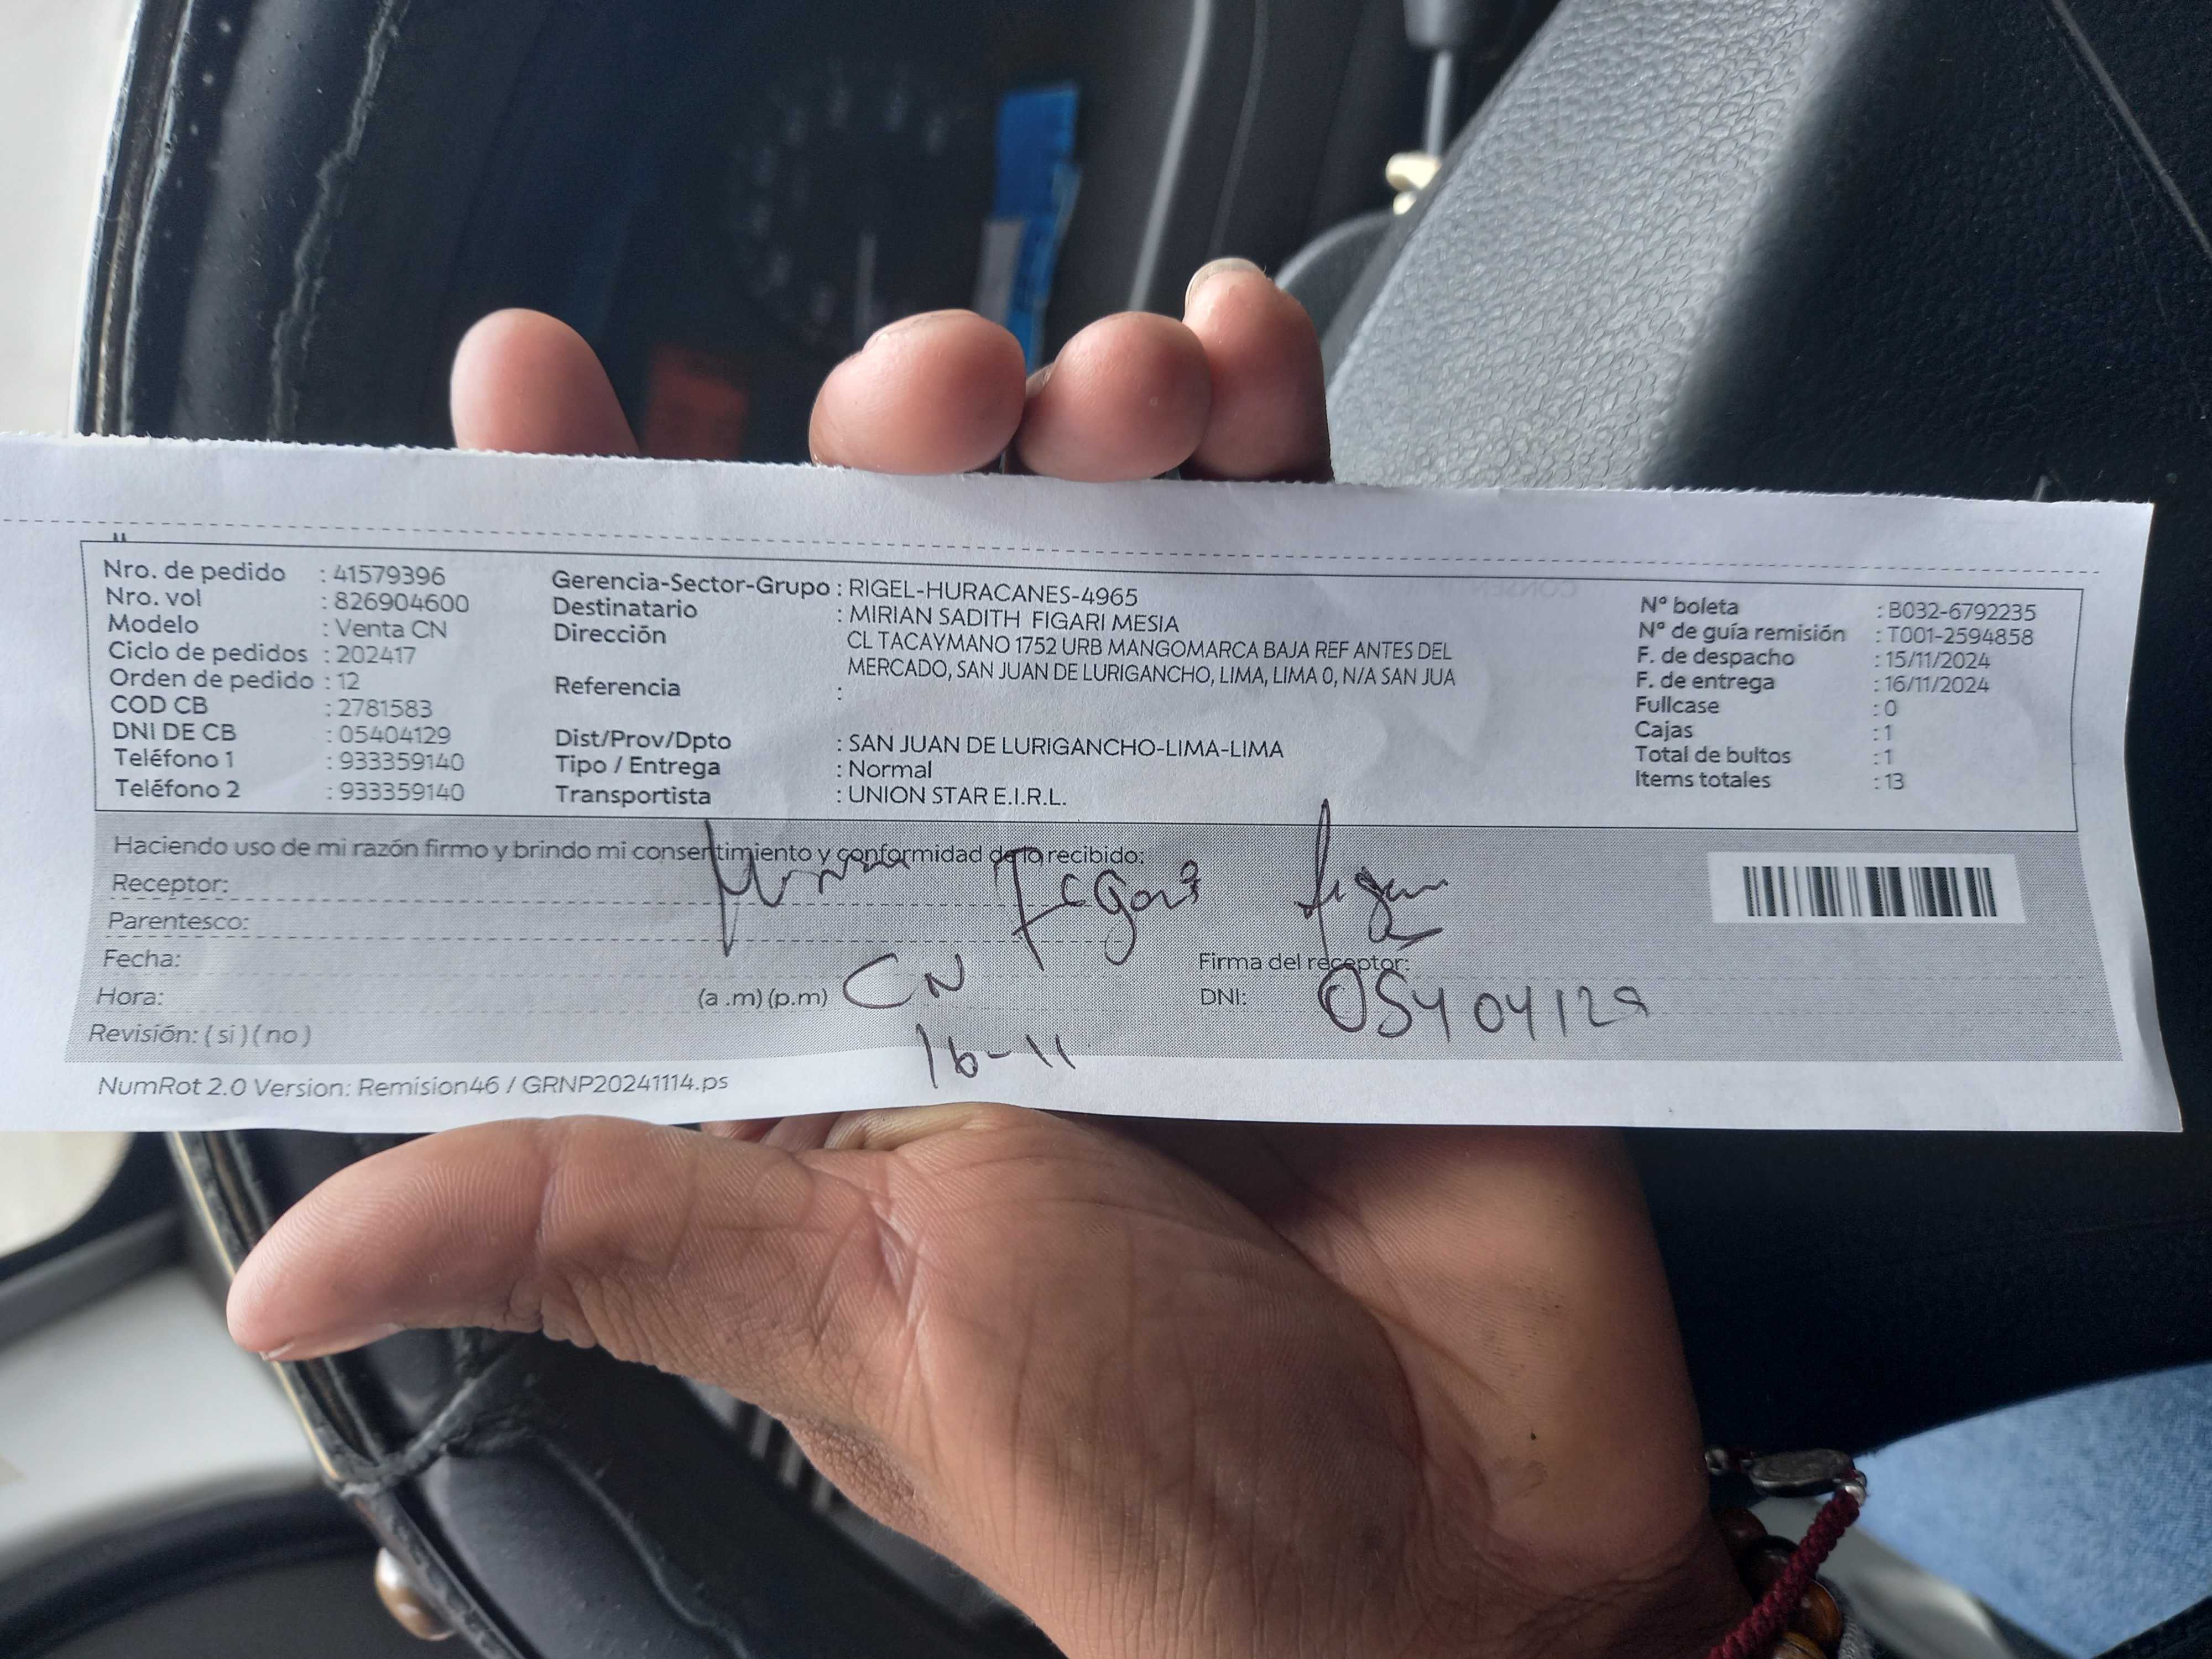 Nro. de pedido : 41579396
Nro. vol : 826904600
Modelo : Venta CN
Ciclo de pedidos : 202417
Orden de pedido : 12
COD CB : 2781583
DNI DE CB : 05404129
Teléfono 1 : 933359140
Teléfono 2 : 933359140
Gerencia-Sector-Grupo : RIGEL-HURACANES-4965
Destinatario : MIRIAN SADITH FIGARI MESIA
Dirección CL TACAYMANO 1752 URB MANGOMARCA BAJA REF ANTES DEL
MERCADO, SAN JUAN DE LURIGANCHO, LIMA, LIMA 0, N/A SAN JUA
Referencia :
Dist/Prov/Dpto : SAN JUAN DE LURIGANCHO-LIMA-LIMA
Tipo / Entrega : Normal
Transportista : UNION STAR E.I.R.L.
Nº boleta : B032-6792235
Nº de guía remisión : T001-2594858
F. de despacho : 15/11/2024
F. de entrega : 16/11/2024
Fullcase : 0
Cajas : 1
Total de bultos : 1
Items totales : 13
Haciendo uso de mi razón firmo y brindo mi consentimiento y conformidad de lo recibido:
Receptor: Figari
Parentesco:
Fecha: CN
Firma del receptor:
Hora: (a .m) (p.m)
DNI: 05404129
Revisión: ( si ) ( no )
16-11
NumRot 2.0 Version: Remision46 / GRNP20241114.ps